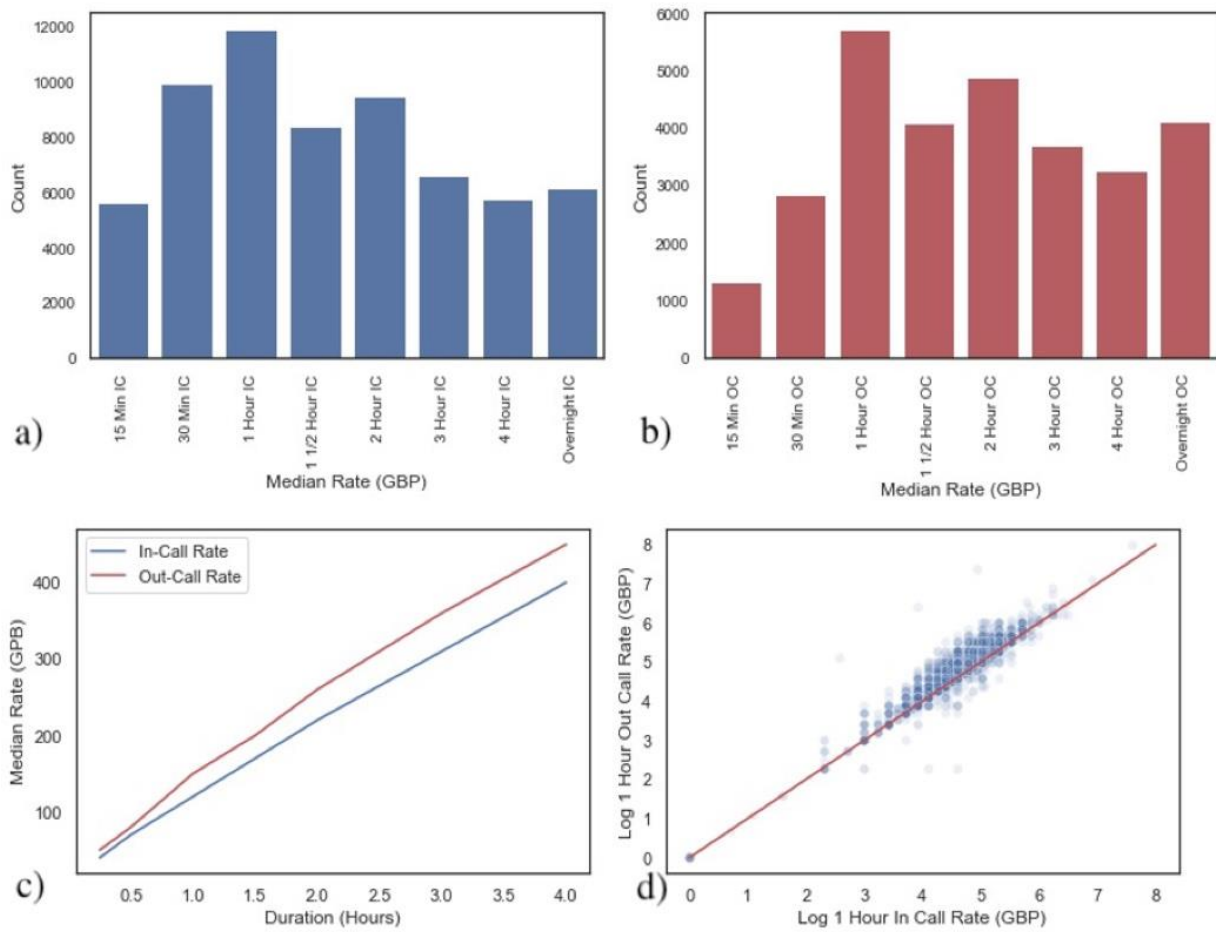 12000
10000
8000
6000
4000
2000
0
Count
15 Min IC
30 Min IC
1 Hour IC
1 1/2 Hour IC
2 Hour IC
3 Hour IC
4 Hour IC
Overnight IC
Median Rate (GBP)
a)
6000
5000
4000
3000
2000
1000
0
Count
15 Min OC
30 Min OC
1 Hour OC
1 1/2 Hour OC
2 Hour OC
3 Hour OC
4 Hour OC
Overnight OC
Median Rate (GBP)
b)
In-Call Rate
Out-Call Rate
400
300
200
100
Median Rate (GPB)
0.5 1.0 1.5 2.0 2.5 3.0 3.5 4.0
Duration (Hours)
c)
8
7
6
5
4
3
2
1
0
Log 1 Hour Out Call Rate (GBP)
0 1 2 3 4 5 6 7 8
Log 1 Hour In Call Rate (GBP)
d)